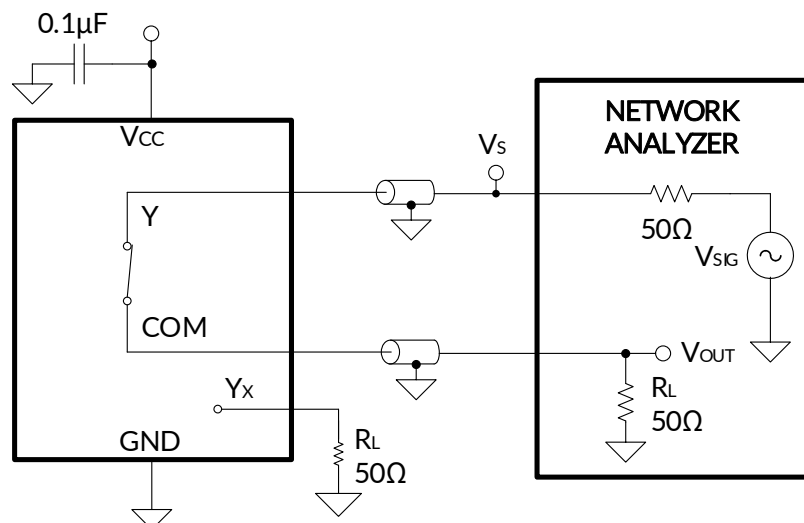 0.1µF
VCC
NETWORK
ANALYZER
VS
Y
50Ω
VSIG
COM
VOUT
YX
RL
50Ω
GND
RL
50Ω